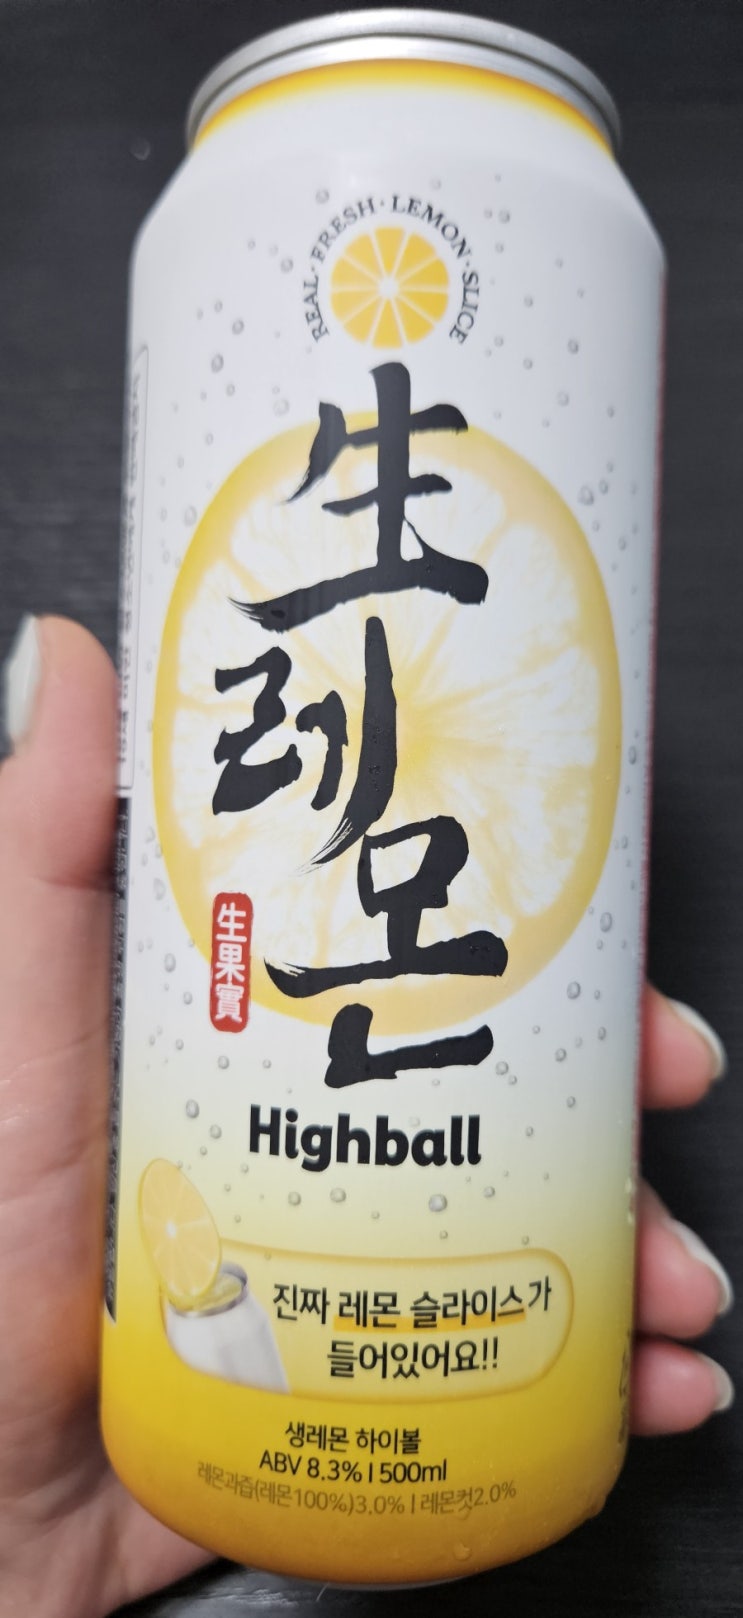 REAL · FRESH · LEMON · SLICE
生
레
몬
生果實
Highball
진짜 레몬 슬라이스가
들어있어요!!
생레몬 하이볼
ABV 8.3% | 500ml
레몬과즙(레몬100%)3.0% | 레몬컷2.0%